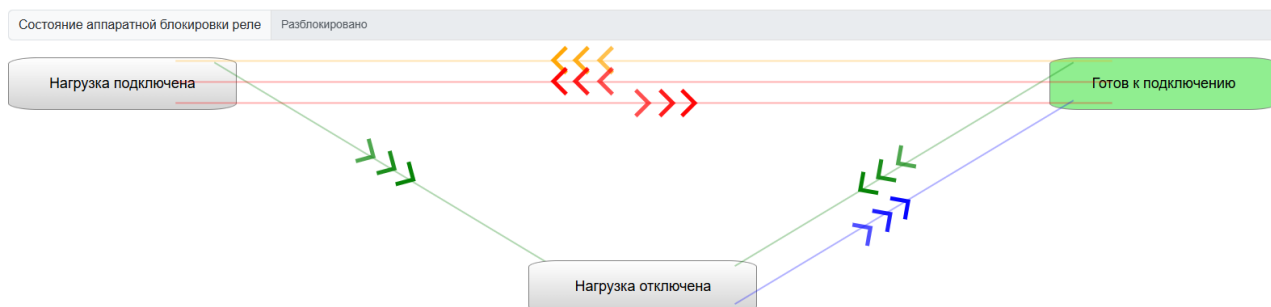 Состояние аппаратной блокировки реле Разблокировано
Нагрузка подключена
Готов к подключению
Нагрузка отключена